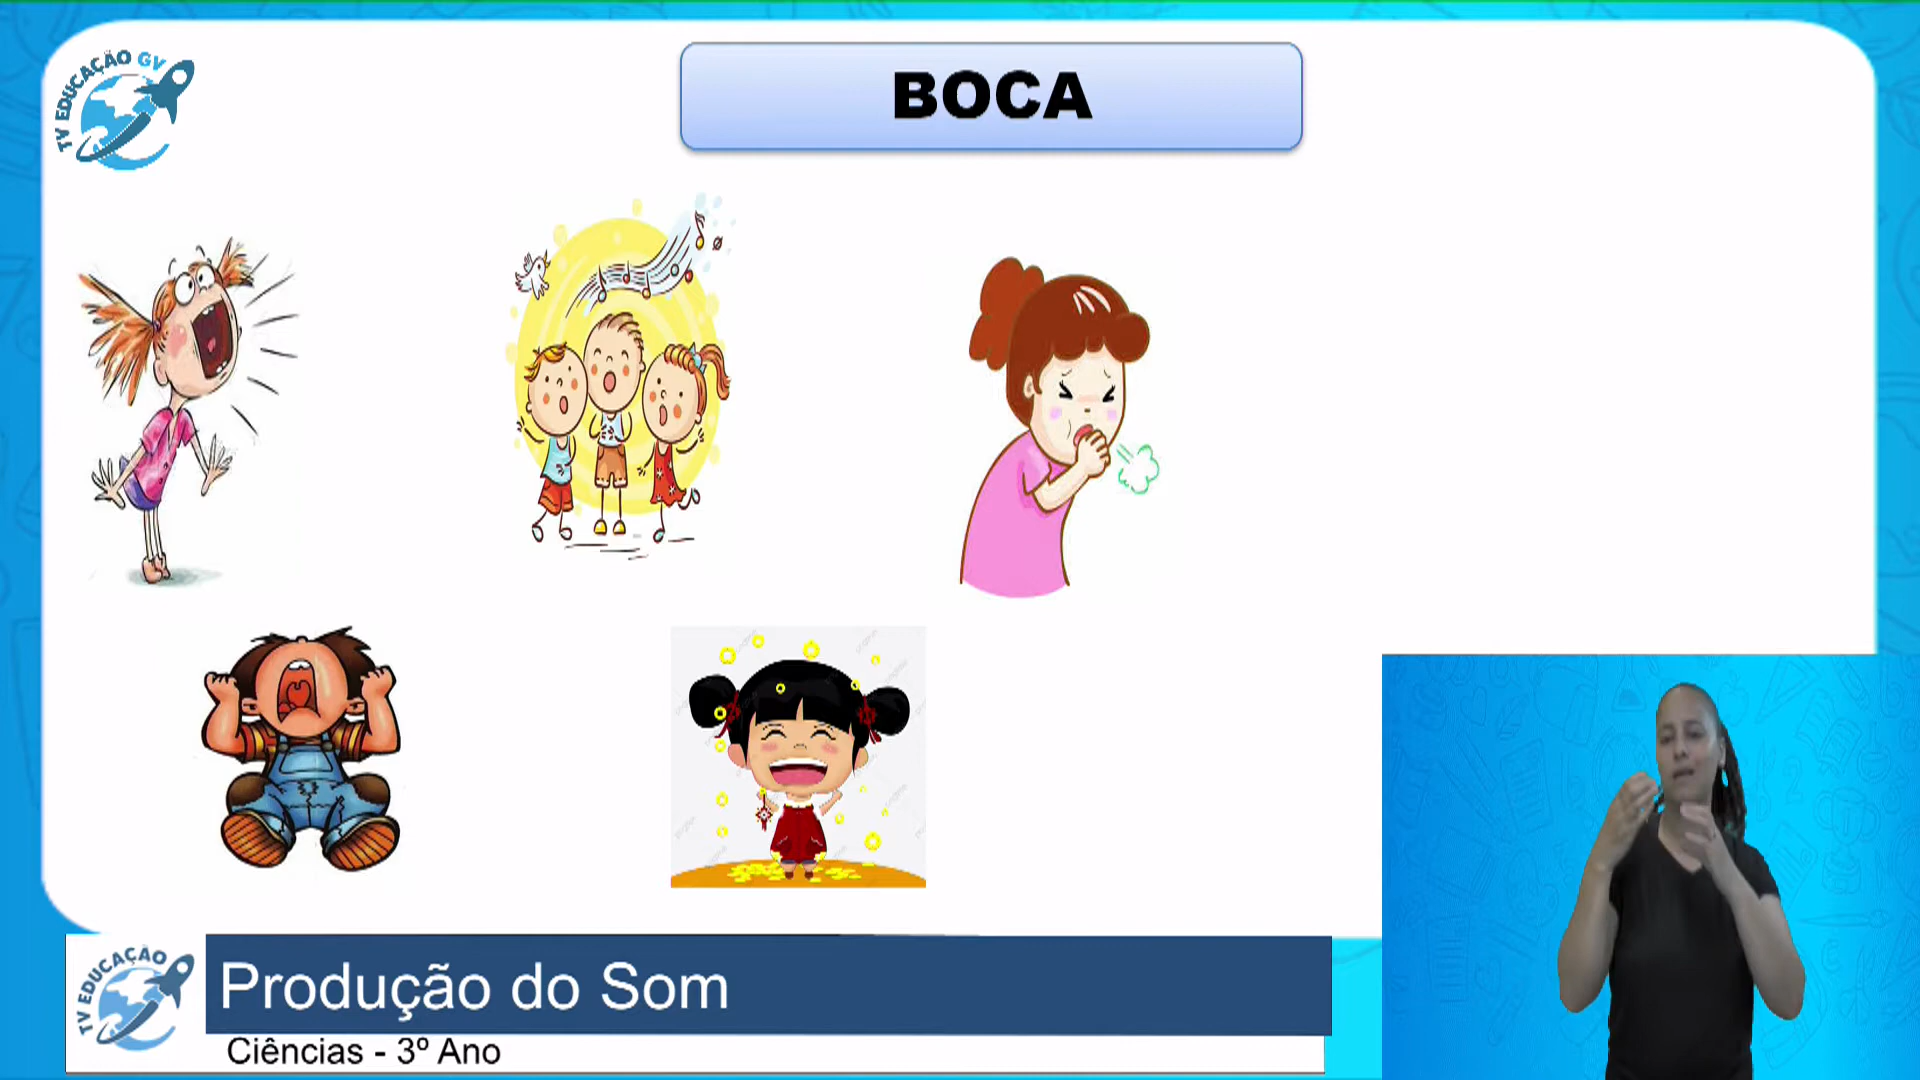 TV EDUCAÇÃO GV
BOCA
TV EDUCAÇÃO
Produção do Som
Ciências - 3º Ano